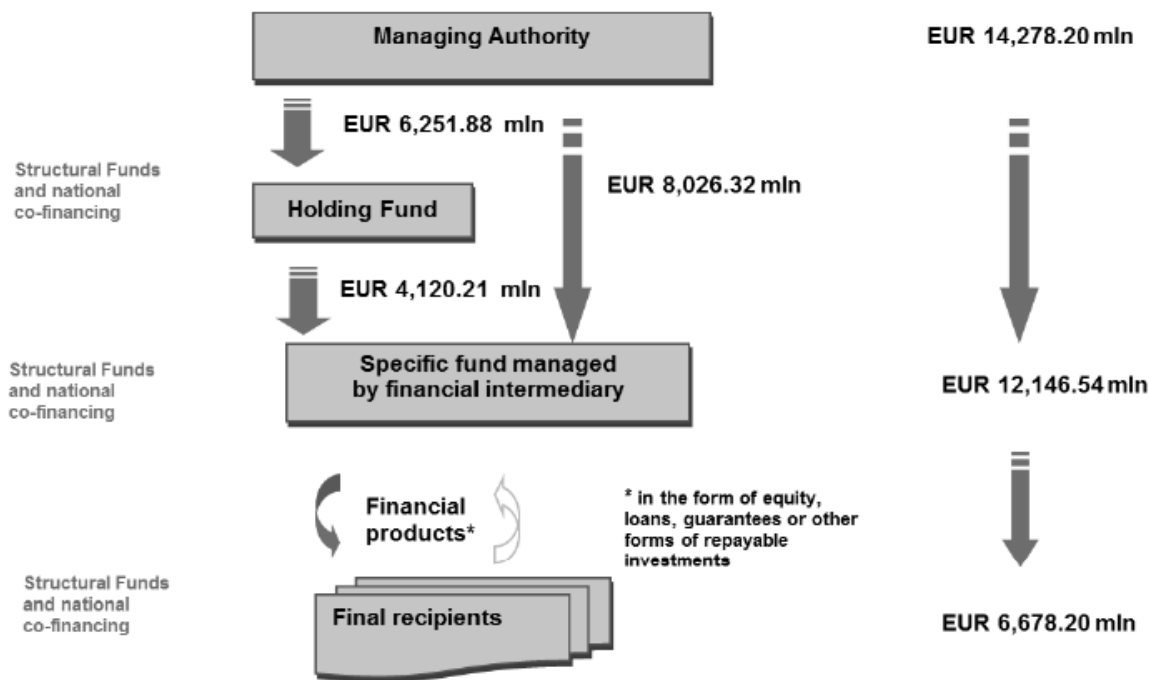 Managing Authority
EUR 14,278.20 mln
EUR 6,251.88 mln
Structural Funds
and national
co-financing
EUR 8,026.32 mln
Holding Fund
EUR 4,120.21 mln
Structural Funds
and national
co-financing
Specific fund managed
by financial intermediary
EUR 12,146.54 mln
Financial
products*
* in the form of equity,
loans, guarantees or other
forms of repayable
investments
Structural Funds
and national
co-financing
Final recipients
EUR 6,678.20 mln